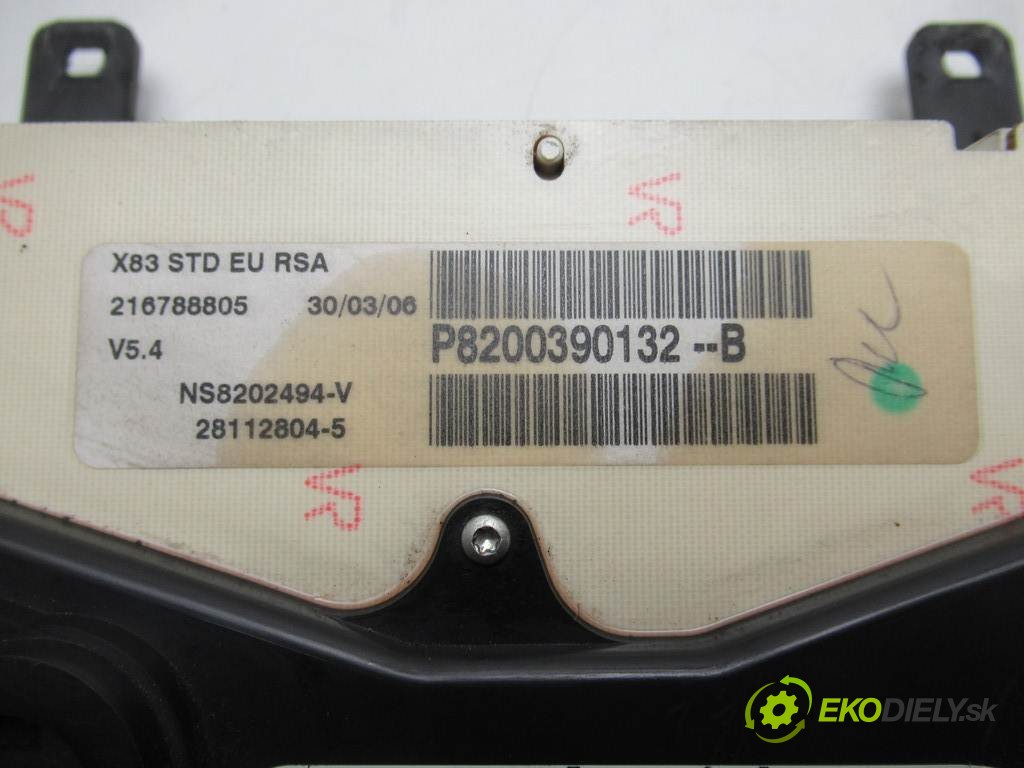 VR
VR
X83 STD EU RSA
216788805 30/03/06
V5.4
P8200390132 --B
NS8202494-V
28112804-5
VR
VR
EKODIELY.sk